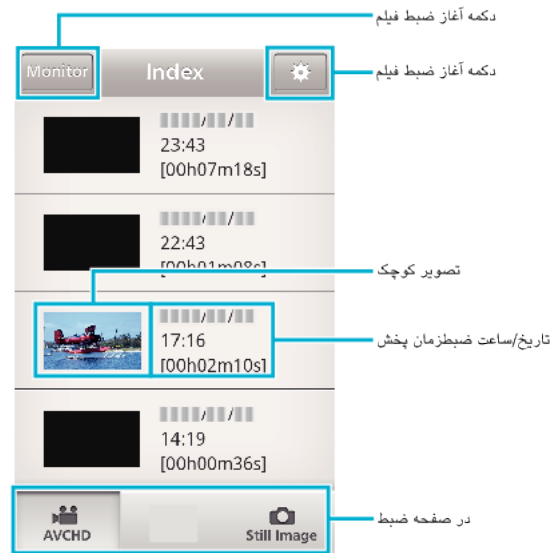 دکمه آغاز ضبط فیلم
Monitor
Index
دکمه آغاز ضبط فیلم
23:43
[00h07m18s]
22:43
[00h01m08s]
تصویر کوچک
17:16
[00h02m10s]
تاریخ/ساعت ضبطزمان پخش
14:19
[00h00m36s]
AVCHD
Still Image
در صفحه ضبط